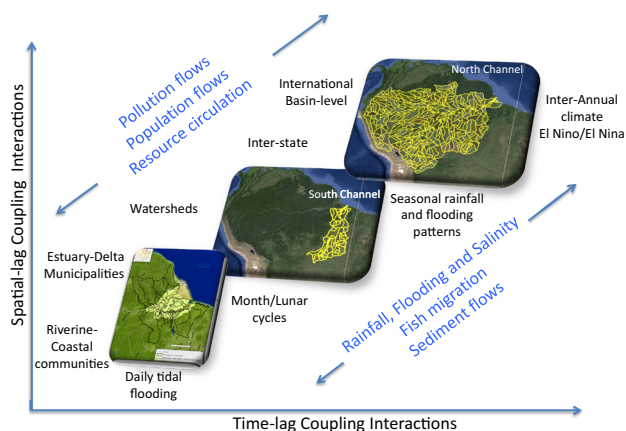 Pollution flows
Population flows
Resource circulation
International
Basin-level
North Channel
Inter-Annual
climate
El Nino/El Nina
Inter-state
South Channel
Seasonal rainfall
and flooding
patterns
Watersheds
Estuary-Delta
Municipalities
Month/Lunar
cycles
Rainfall, Flooding and Salinity
Fish migration
Sediment flows
Riverine-
Coastal
communities
Daily tidal
flooding
Spatial-lag Coupling Interactions
Time-lag Coupling Interactions